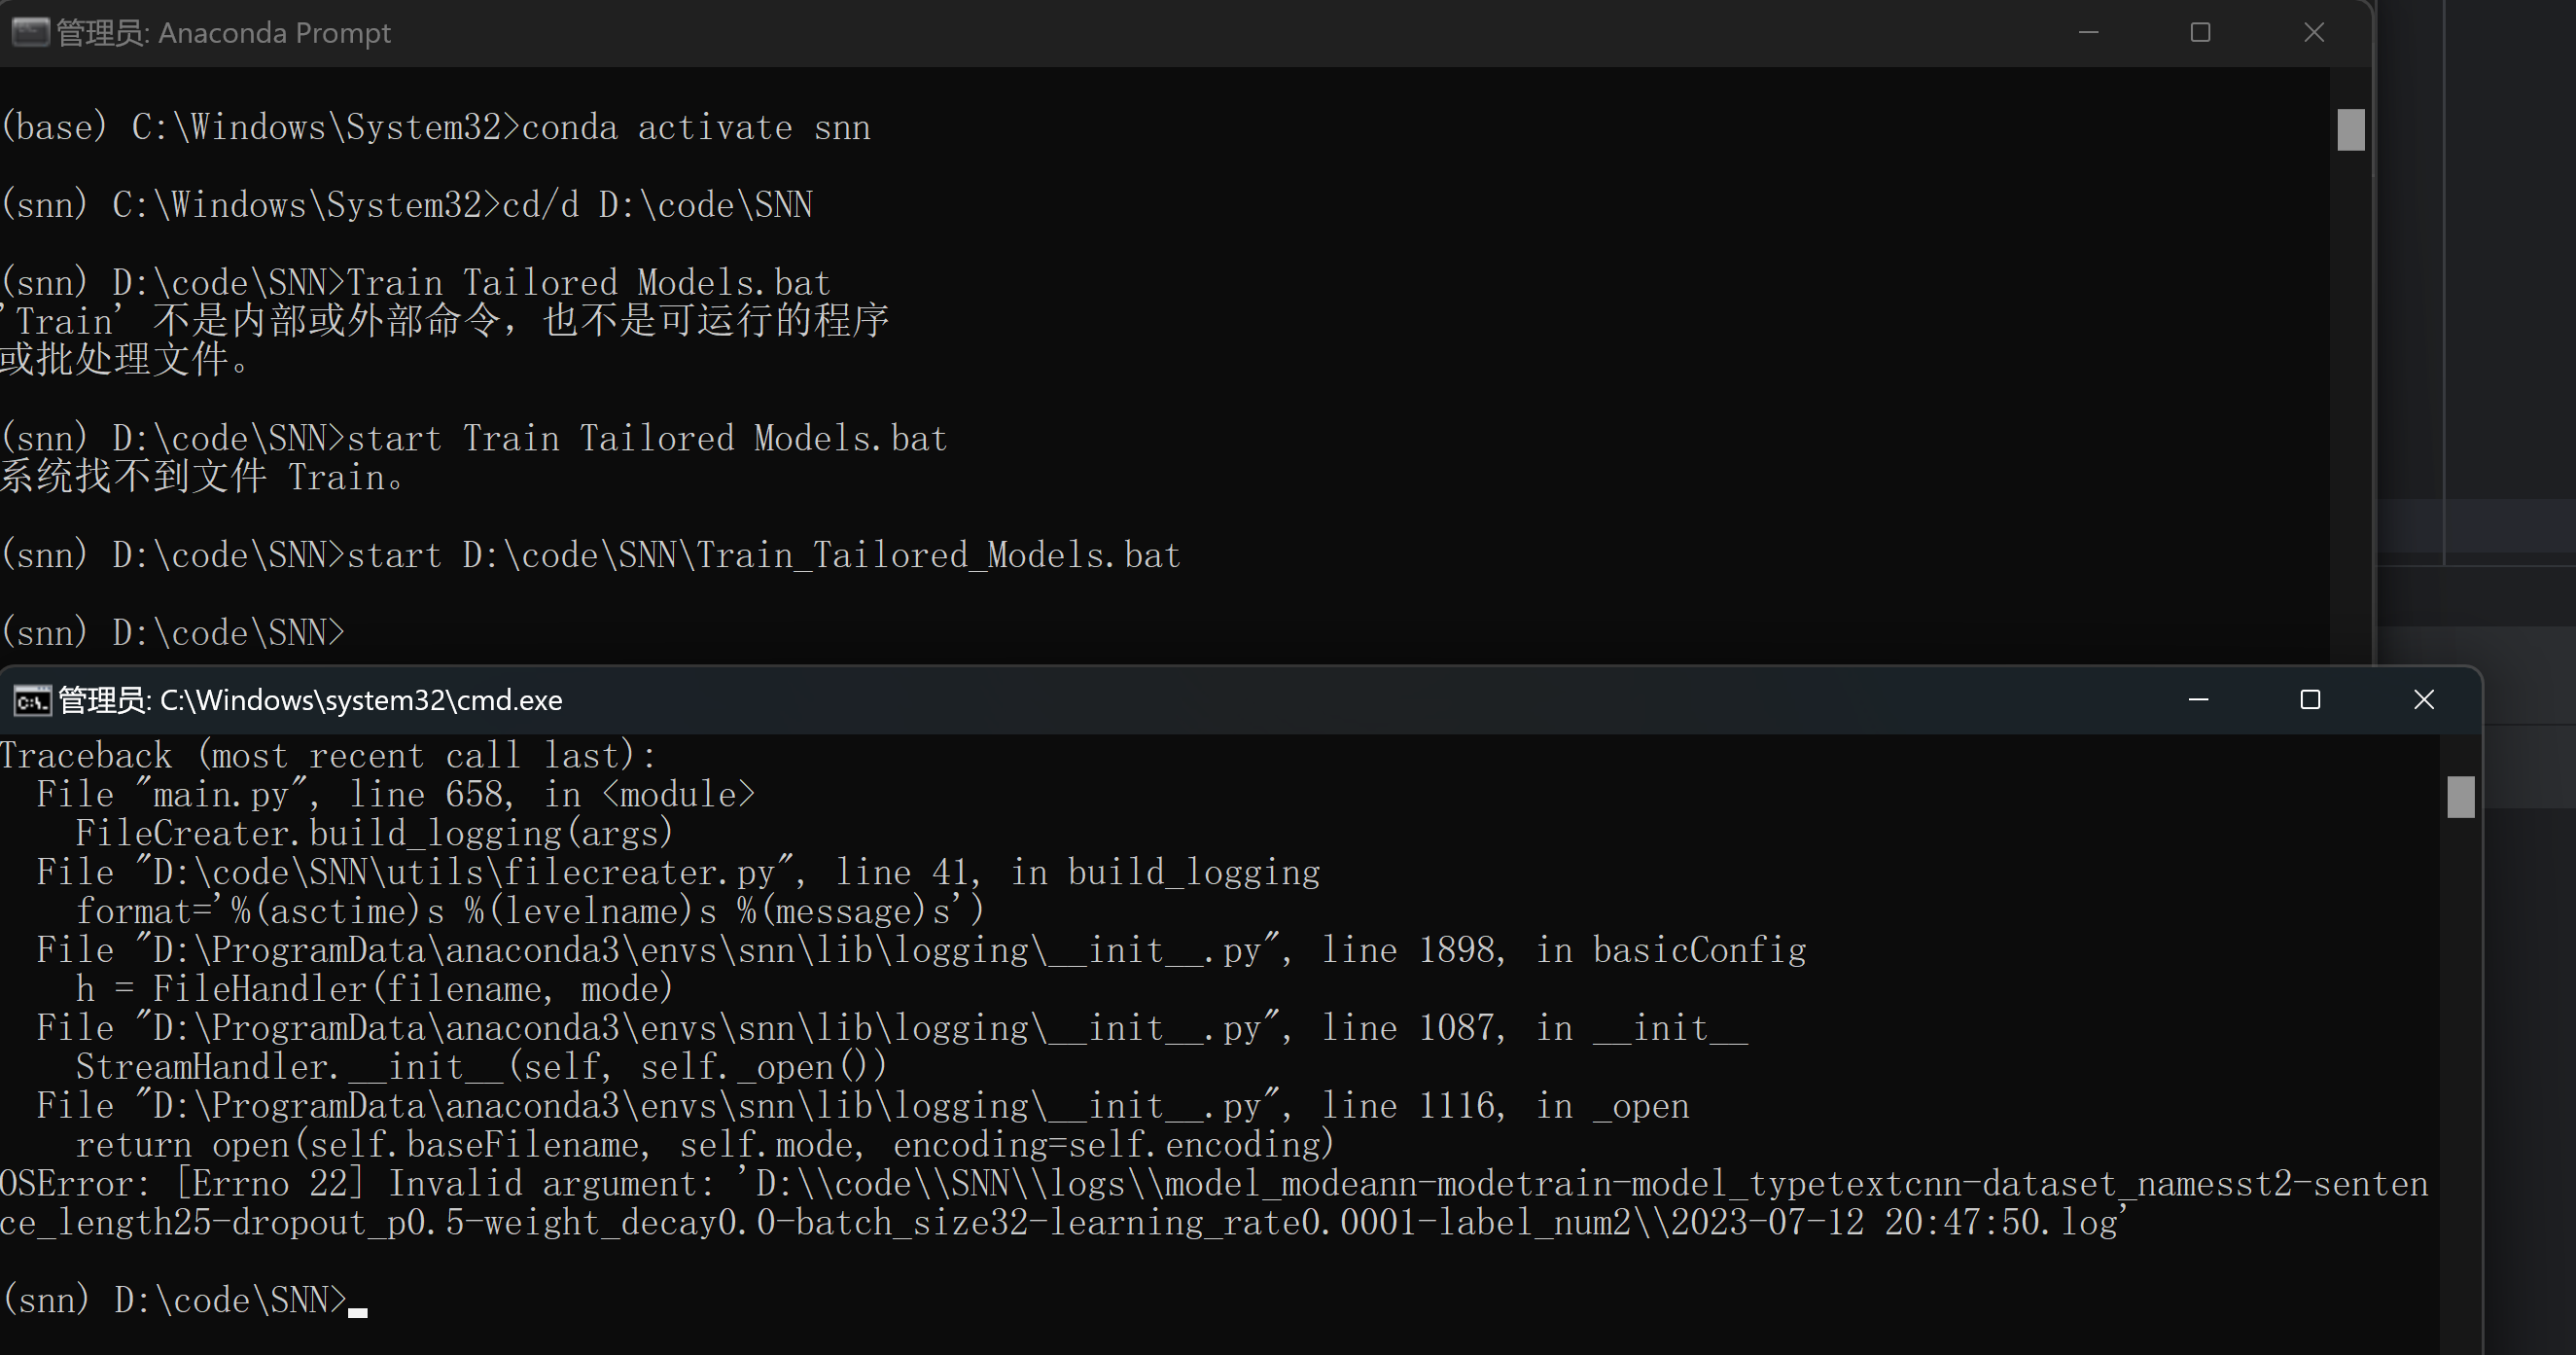 管理员: Anaconda Prompt
(base) C:\Windows\System32>conda activate snn
(snn) C:\Windows\System32>cd/d D:\code\SNN
(snn) D:\code\SNN>Train Tailored Models.bat
'Train' 不是内部或外部命令，也不是可运行的程序
或批处理文件。
(snn) D:\code\SNN>start Train Tailored Models.bat
系统找不到文件 Train。
(snn) D:\code\SNN>start D:\code\SNN\Train_Tailored_Models.bat
(snn) D:\code\SNN>
管理员: C:\Windows\system32\cmd.exe
Traceback (most recent call last):
  File "main.py", line 658, in <module>
    FileCreater.build_logging(args)
  File "D:\code\SNN\utils\filecreater.py", line 41, in build_logging
    format='%(asctime)s %(levelname)s %(message)s')
  File "D:\ProgramData\anaconda3\envs\snn\lib\logging\__init__.py", line 1898, in basicConfig
    h = FileHandler(filename, mode)
  File "D:\ProgramData\anaconda3\envs\snn\lib\logging\__init__.py", line 1087, in __init__
    StreamHandler.__init__(self, self._open())
  File "D:\ProgramData\anaconda3\envs\snn\lib\logging\__init__.py", line 1116, in _open
    return open(self.baseFilename, self.mode, encoding=self.encoding)
OSError: [Errno 22] Invalid argument: 'D:\\code\\SNN\\logs\\model_modeann-modetrain-model_typetextcnn-dataset_namesst2-senten
ce_length25-dropout_p0.5-weight_decay0.0-batch_size32-learning_rate0.0001-label_num2\\2023-07-12 20:47:50.log'
(snn) D:\code\SNN>